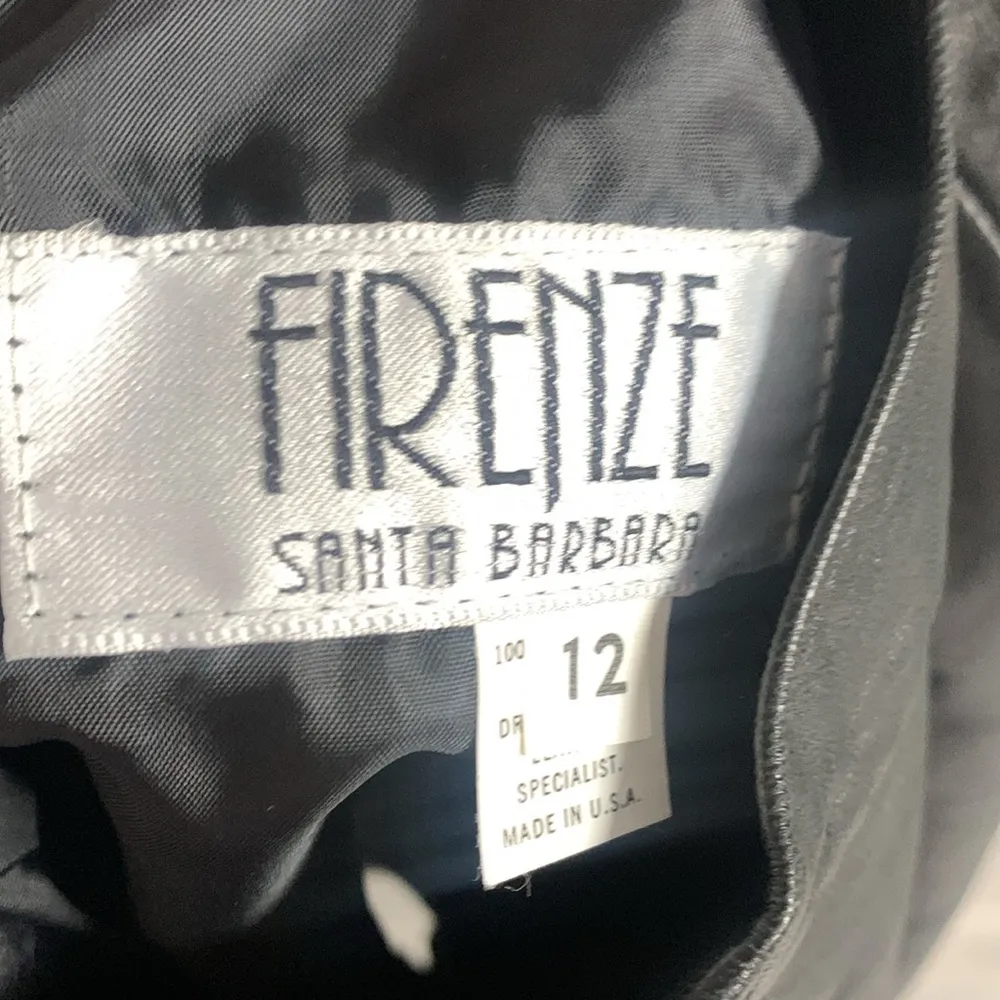 FIRENZE
SANTA BARBARA
12
100
SPECIALIST.
MADE IN U.S.A.